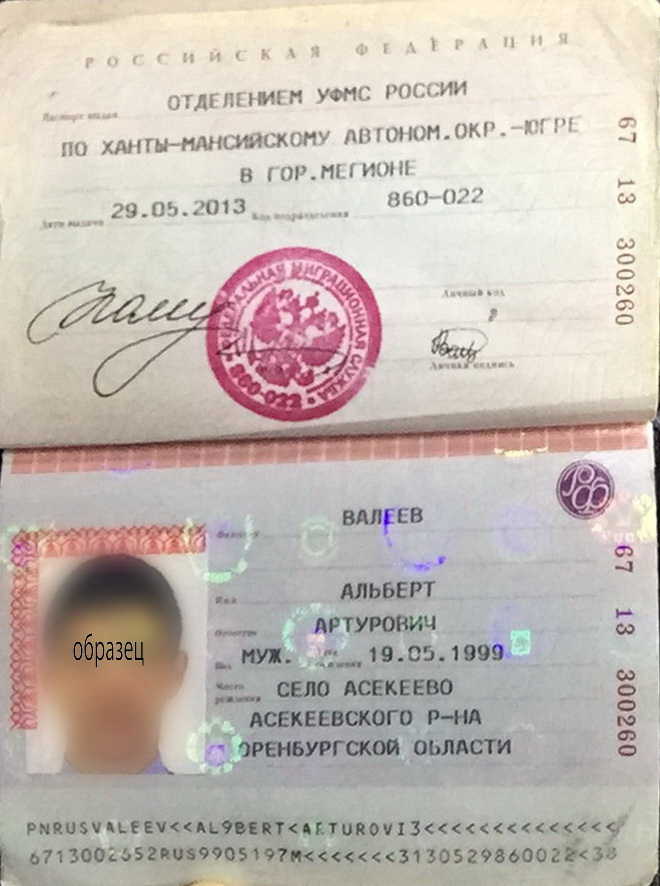 РОССИЙСКАЯ ФЕДЕРАЦИЯ
Паспорт выдан ОТДЕЛЕНИЕМ УФМС РОССИИ
ПО ХАНТЫ-МАНСИЙСКОМУ АВТОНОМ.ОКР.-ЮГРЕ
В ГОР.МЕГИОНЕ
Дата выдачи 29.05.2013 Код подразделения 860-022
67 13 300260
МИГРАЦИОННАЯ СЛУЖБА
860-022
Личный код
Личная подпись
РФ
Фамилия ВАЛЕЕВ
Имя АЛЬБЕРТ
Отчество АРТУРОВИЧ
Пол МУЖ. 19.05.1999
Место рождения СЕЛО АСЕКЕЕВО
АСЕКЕЕВСКОГО Р-НА
ОРЕНБУРГСКОЙ ОБЛАСТИ
67 13 300260
образец
PNRUSVALEEV<<AL9BERT<ARTUROVI3<<<<<<<<<<<<<<
6713002652RUS9905197M<<<<<<<3130529860022<38